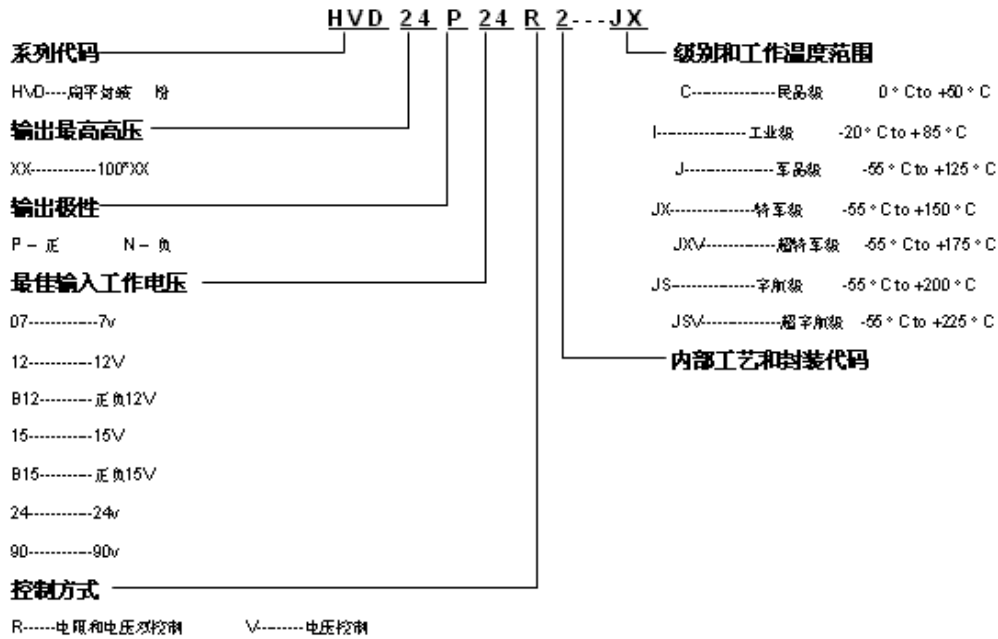 HVD 24 P 24 R 2---JX
系列代码
HVD----扁平封 粉
输出最高高压
XX------------100*XX
输出极性
P – 正 N – 负
最佳输入工作电压
07------------7v
12------------12V
B12----------正负12V
15------------15V
B15----------正负15V
24------------24v
90------------90v
控制方式
R------电阻和电压双控制 V--------电压控制
级别和工作温度范围
C---------------民品级 0°C to +50°C
I----------------工业级 -20°C to +85°C
J----------------军品级 -55°C to +125°C
JX---------------特军级 -55°C to +150°C
JXV-------------超特军级 -55°C to +175°C
JS---------------宇航级 -55°C to +200°C
JSV-------------超宇航级 -55°C to +225°C
内部工艺和封装代码